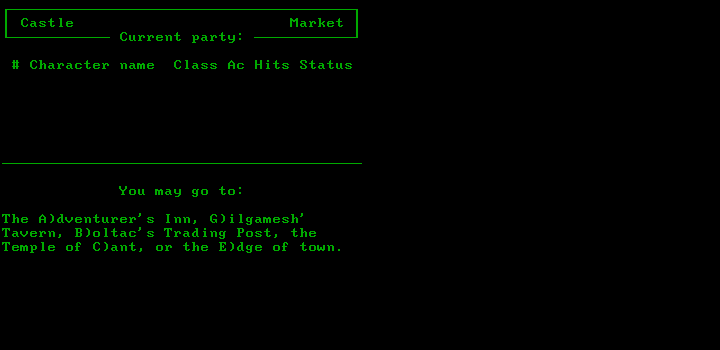 Castle Market
Current party:
# Character name Class Ac Hits Status
You may go to:
The A)dventurer's Inn, G)ilgamesh'
Tavern, B)oltac's Trading Post, the
Temple of C)ant, or the E)dge of town.